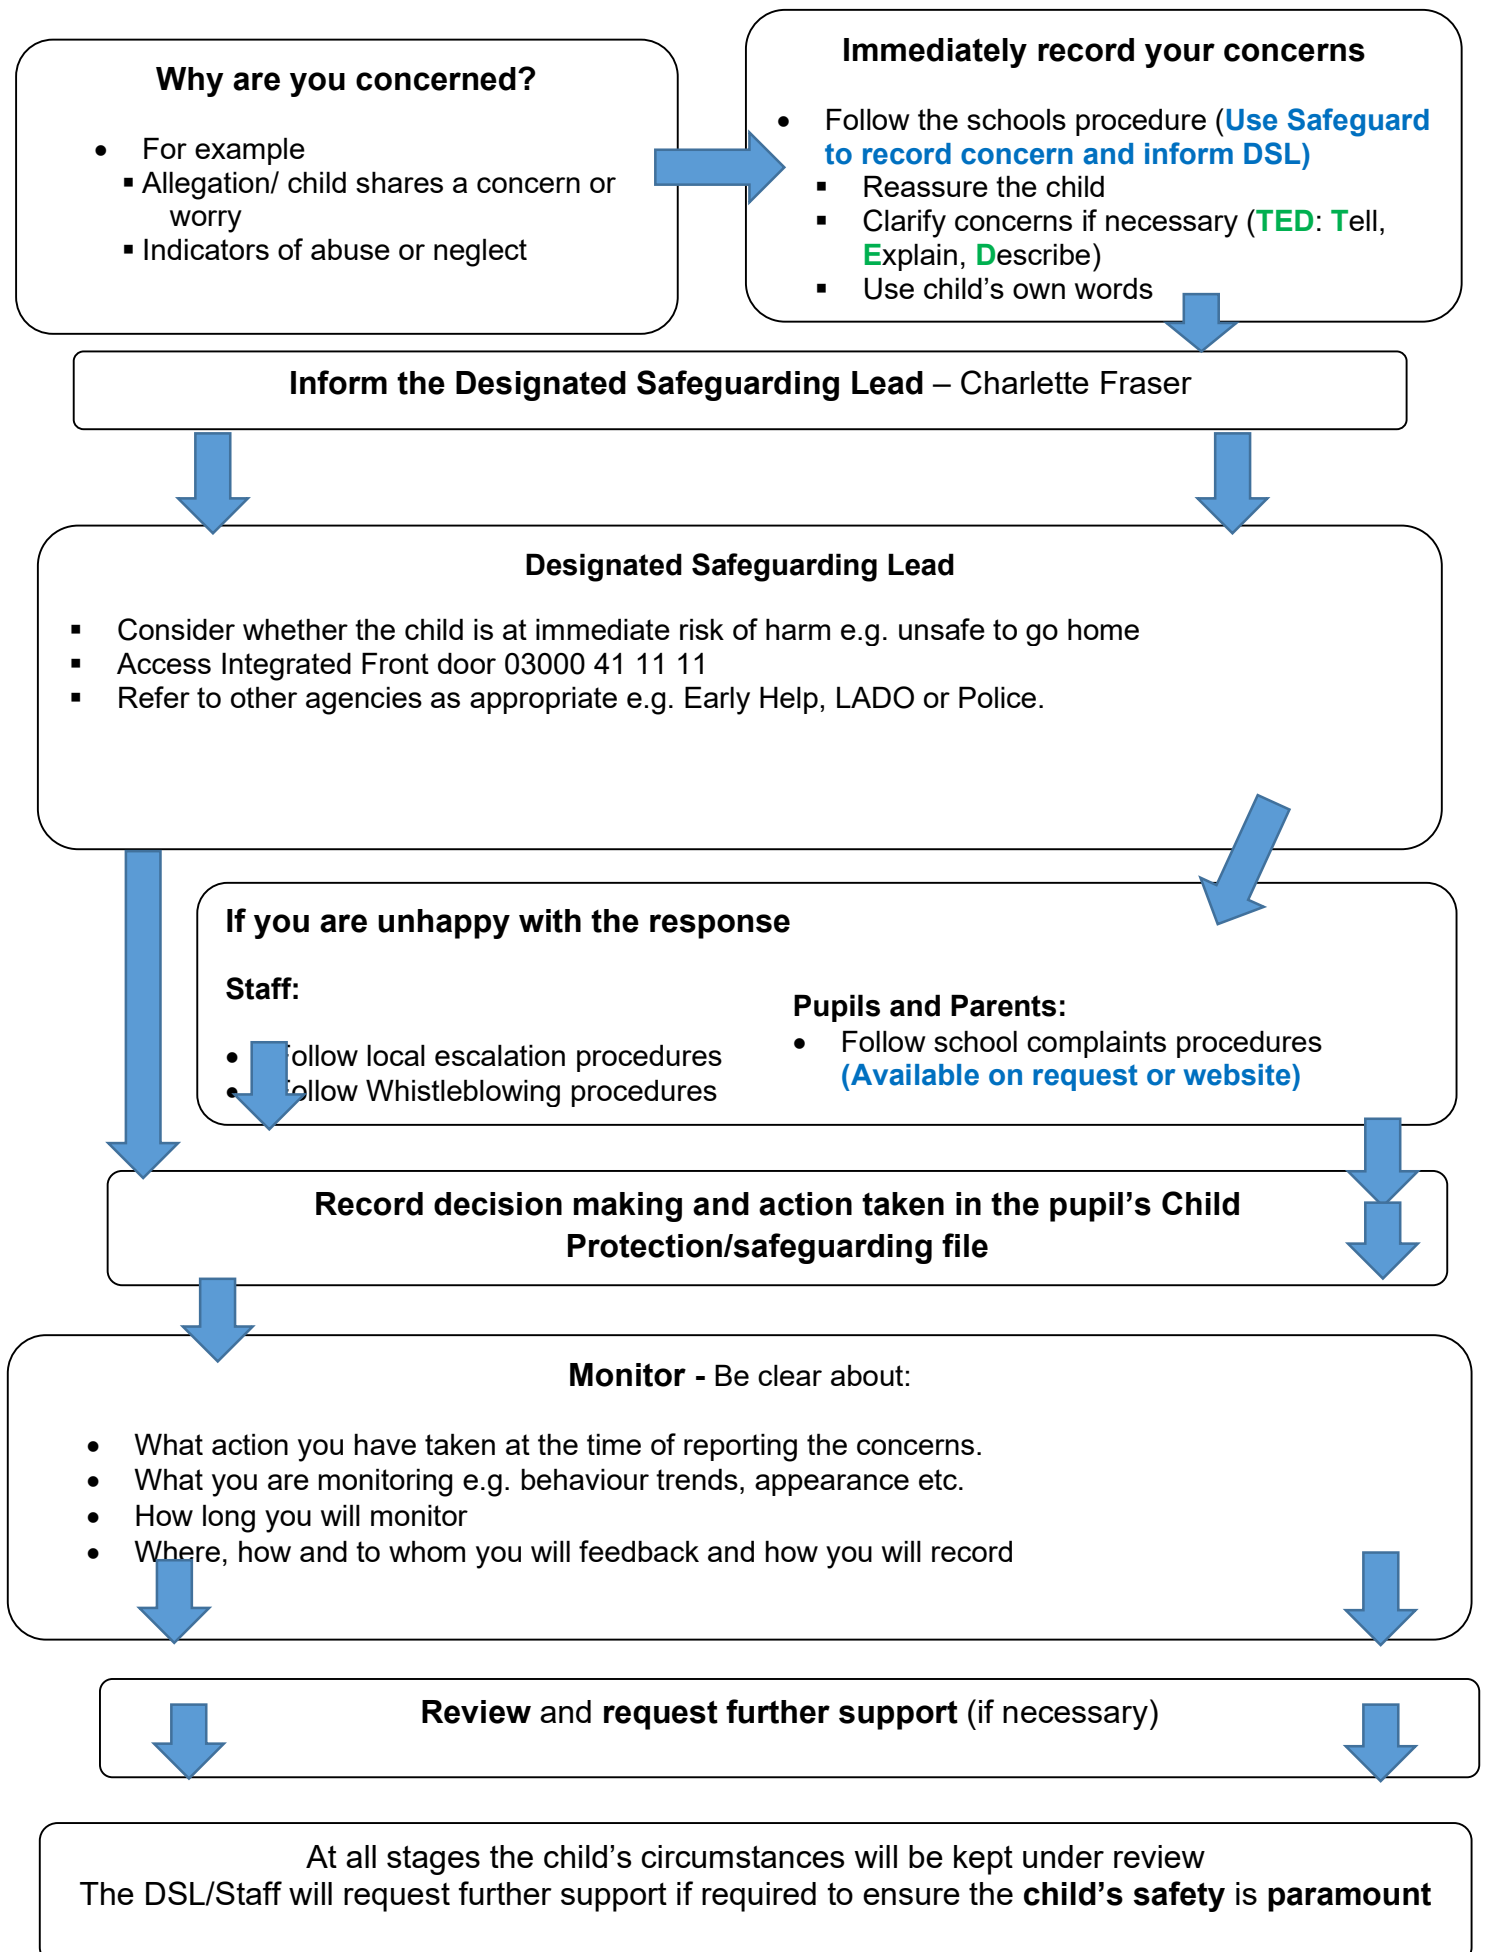 Why are you concerned?
• For example
▪ Allegation/ child shares a concern or
worry
▪ Indicators of abuse or neglect
Immediately record your concerns
• Follow the schools procedure (Use Safeguard
to record concern and inform DSL)
▪ Reassure the child
▪ Clarify concerns if necessary (TED: Tell,
Explain, Describe)
▪ Use child’s own words
Inform the Designated Safeguarding Lead – Charlette Fraser
Designated Safeguarding Lead
▪ Consider whether the child is at immediate risk of harm e.g. unsafe to go home
▪ Access Integrated Front door 03000 41 11 11
▪ Refer to other agencies as appropriate e.g. Early Help, LADO or Police.
If you are unhappy with the response
Staff:
• Follow local escalation procedures
• Follow Whistleblowing procedures
Pupils and Parents:
• Follow school complaints procedures
(Available on request or website)
Record decision making and action taken in the pupil’s Child
Protection/safeguarding file
Monitor - Be clear about:
• What action you have taken at the time of reporting the concerns.
• What you are monitoring e.g. behaviour trends, appearance etc.
• How long you will monitor
• Where, how and to whom you will feedback and how you will record
Review and request further support (if necessary)
At all stages the child’s circumstances will be kept under review
The DSL/Staff will request further support if required to ensure the child’s safety is paramount